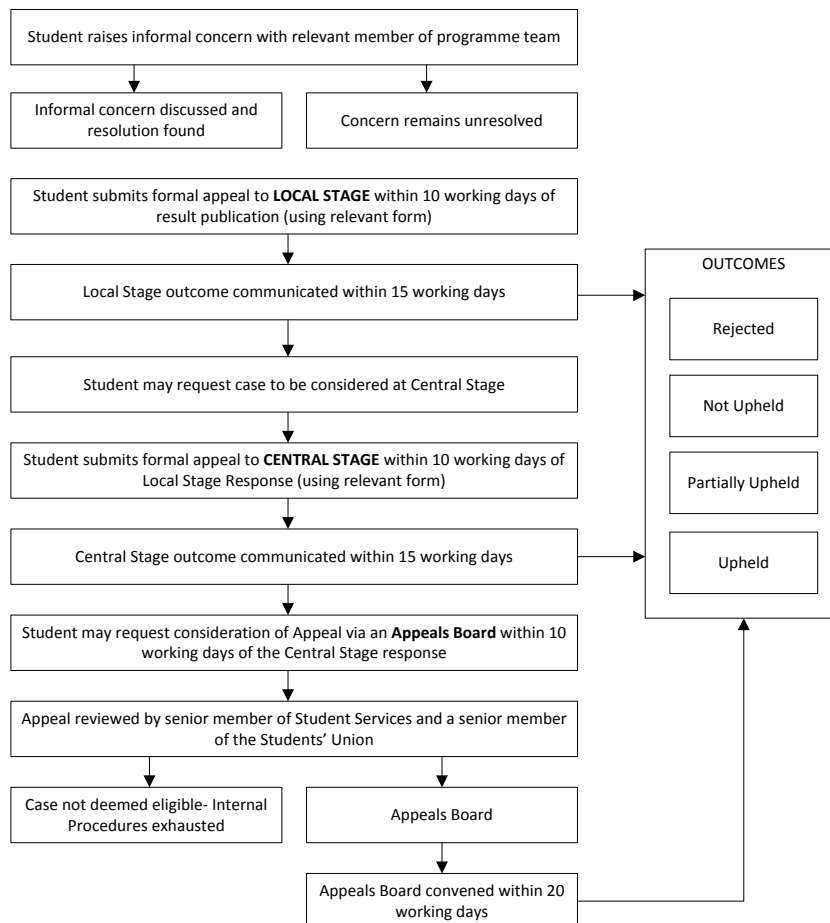 Student raises informal concern with relevant member of programme team
Informal concern discussed and
resolution found
Concern remains unresolved
Student submits formal appeal to LOCAL STAGE within 10 working days of
result publication (using relevant form)
Local Stage outcome communicated within 15 working days
Student may request case to be considered at Central Stage
Student submits formal appeal to CENTRAL STAGE within 10 working days of
Local Stage Response (using relevant form)
Central Stage outcome communicated within 15 working days
Student may request consideration of Appeal via an Appeals Board within 10
working days of the Central Stage response
Appeal reviewed by senior member of Student Services and a senior member
of the Students’ Union
Case not deemed eligible- Internal
Procedures exhausted
Appeals Board
Appeals Board convened within 20
working days
OUTCOMES
Rejected
Not Upheld
Partially Upheld
Upheld